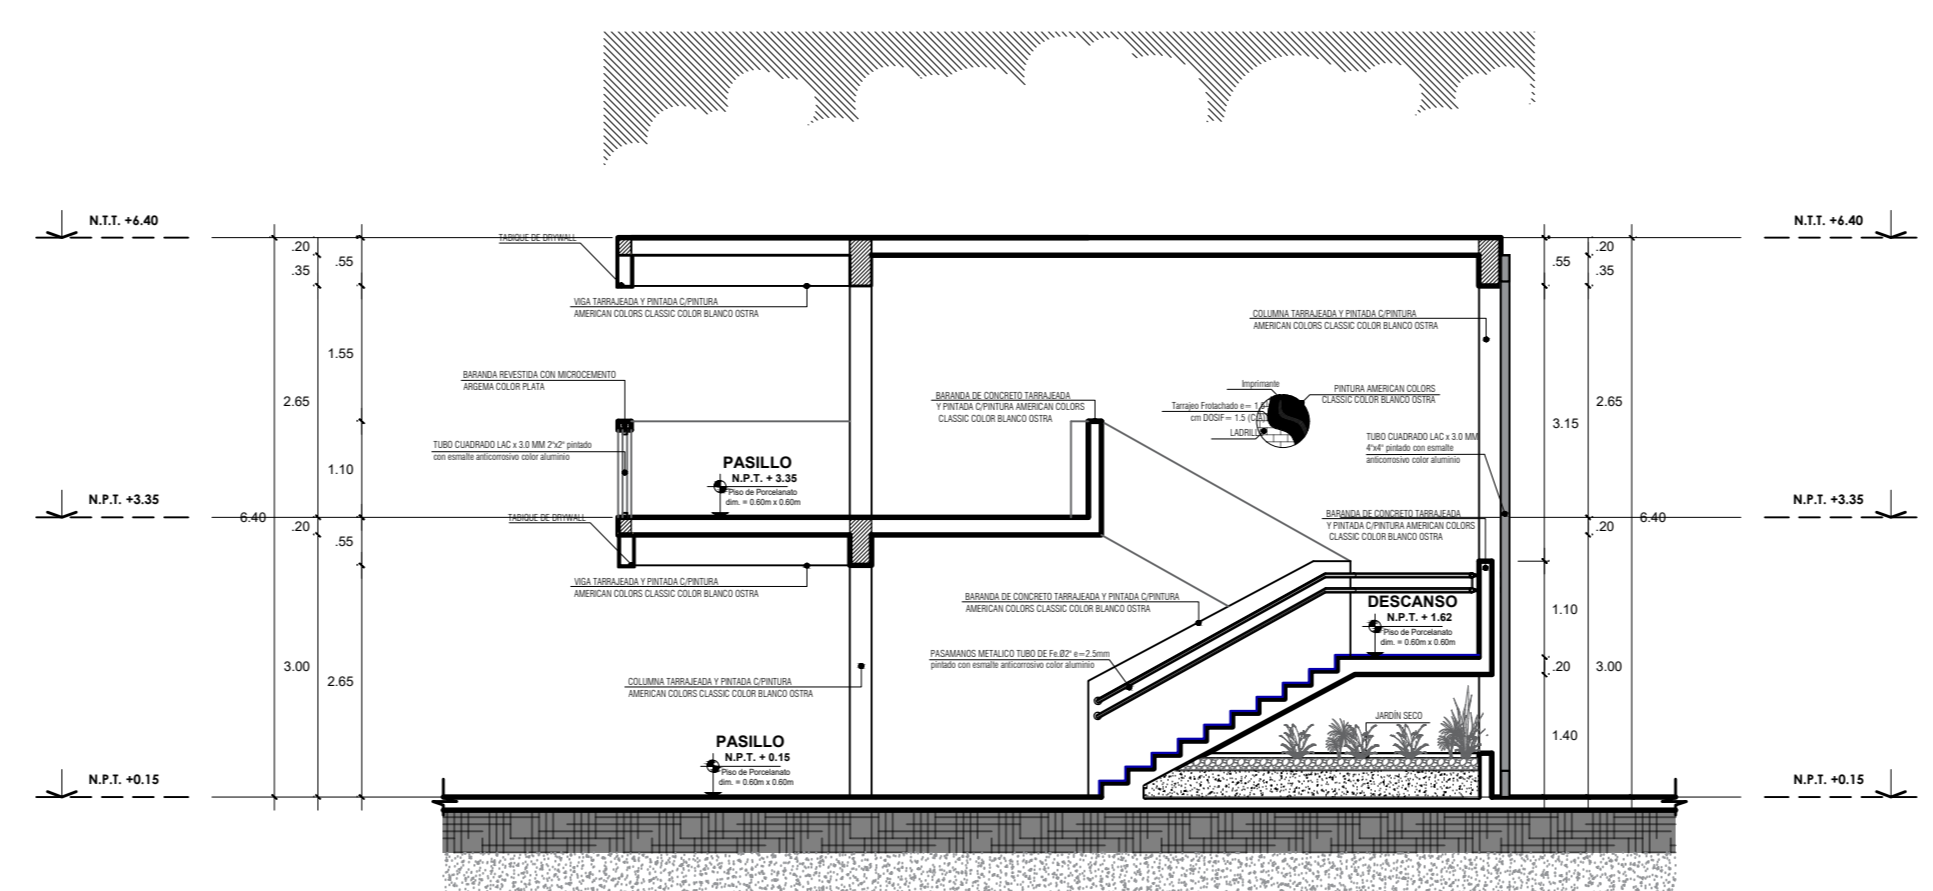 N.T.T. +6.40
N.T.T. +6.40
.20
.35
.55
TABIQUE DE DRYWALL
.55
.20
.35
VIGA TARRAJEADA Y PINTADA C/PINTURA
AMERICAN COLORS CLASSIC COLOR BLANCO OSTRA
COLUMNA TARRAJEADA Y PINTADA C/PINTURA
AMERICAN COLORS CLASSIC COLOR BLANCO OSTRA
1.55
BARANDA REVESTIDA CON MICROCEMENTO
ARGEMA COLOR PLATA
2.65
BARANDA DE CONCRETO TARRAJEADA
Y PINTADA C/PINTURA AMERICAN COLORS
CLASSIC COLOR BLANCO OSTRA
Imprimante
Tarrajeo Frotachado e= 1.5
cm DOSIF= 1.5 (C:A)
LADRILLO
PINTURA AMERICAN COLORS
CLASSIC COLOR BLANCO OSTRA
2.65
3.15
TUBO CUADRADO LAC x 3.0 MM 2"x2" pintado
con esmalte anticorrosivo color aluminio
1.10
PASILLO
N.P.T. + 3.35
Piso de Porcelanato
dim. = 0.60m x 0.60m
TUBO CUADRADO LAC x 3.0 MM
4"x4" pintado con esmalte
anticorrosivo color aluminio
N.P.T. +3.35
N.P.T. +3.35
6.40
.20
.55
TABIQUE DE DRYWALL
BARANDA DE CONCRETO TARRAJEADA
Y PINTADA C/PINTURA AMERICAN COLORS
CLASSIC COLOR BLANCO OSTRA
.20
6.40
VIGA TARRAJEADA Y PINTADA C/PINTURA
AMERICAN COLORS CLASSIC COLOR BLANCO OSTRA
BARANDA DE CONCRETO TARRAJEADA Y PINTADA C/PINTURA
AMERICAN COLORS CLASSIC COLOR BLANCO OSTRA
DESCANSO
N.P.T. + 1.62
Piso de Porcelanato
dim. = 0.60m x 0.60m
1.10
PASAMANOS METALICO TUBO DE Fe.Ø2" e=2.5mm
pintado con esmalte anticorrosivo color aluminio
3.00
2.65
COLUMNA TARRAJEADA Y PINTADA C/PINTURA
AMERICAN COLORS CLASSIC COLOR BLANCO OSTRA
.20
3.00
JARDÍN SECO
1.40
PASILLO
N.P.T. + 0.15
Piso de Porcelanato
dim. = 0.60m x 0.60m
N.P.T. +0.15
N.P.T. +0.15